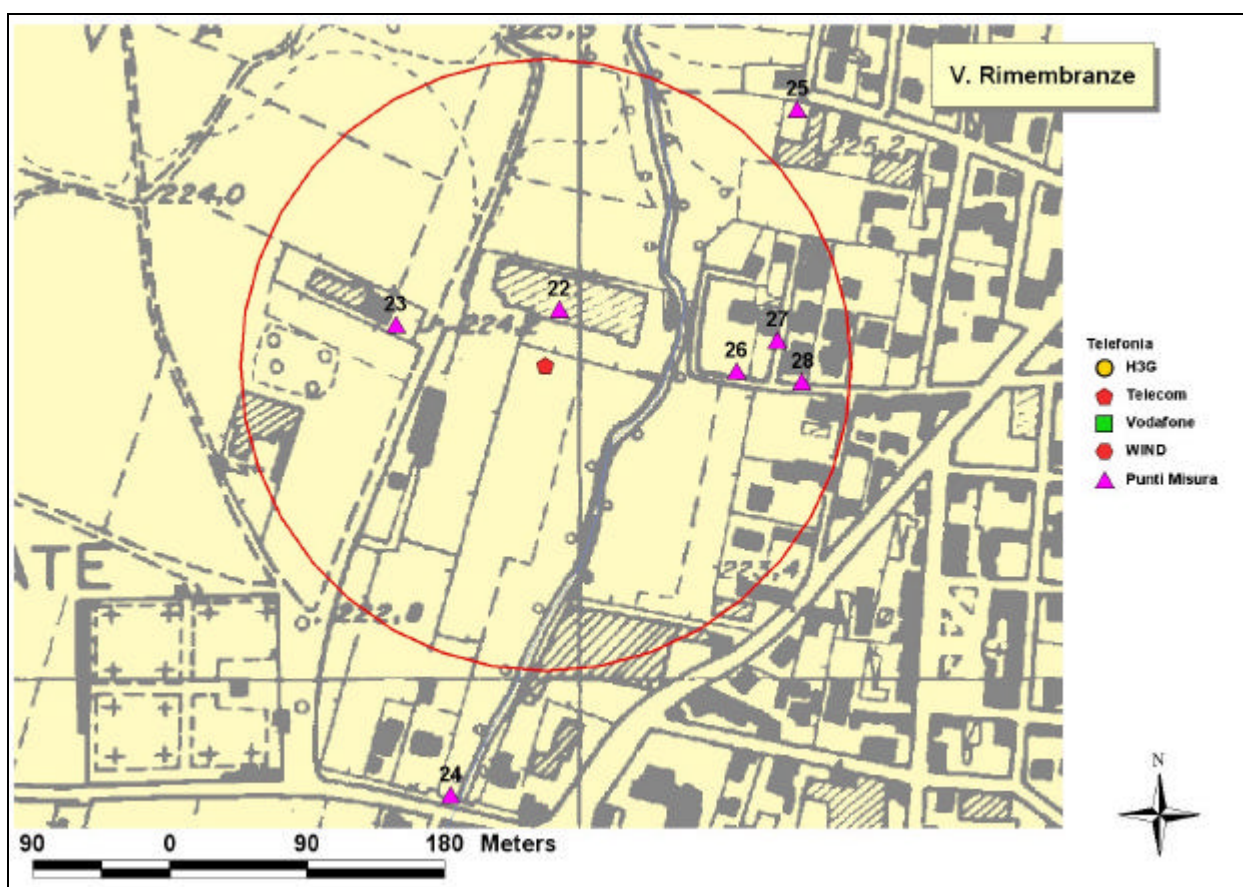 V. Rimembranze
25
225,2
224,0
22
23
27
26
28
Telefonia
H3G
Telecom
Vodafone
WIND
Punti Misura
223,4
ATE
222,8
24
N
90 0 90 180 Meters